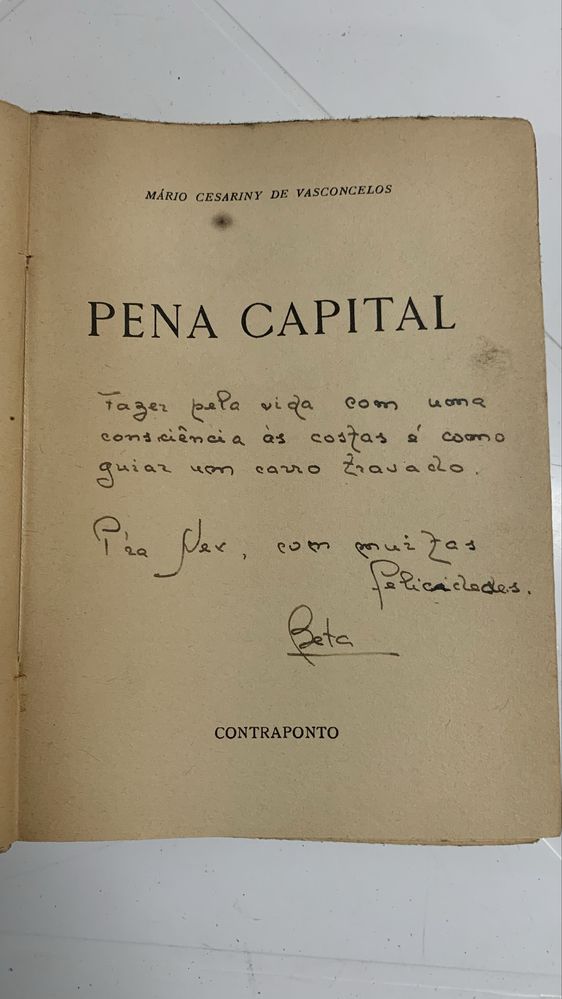 MÁRIO CESARINY DE VASCONCELOS
PENA CAPITAL
Fazer pela vida com uma
consciência às costas é como
guiar um carro travado.
P'ra Nex, com muitas
felicidades.
Beta
CONTRAPONTO